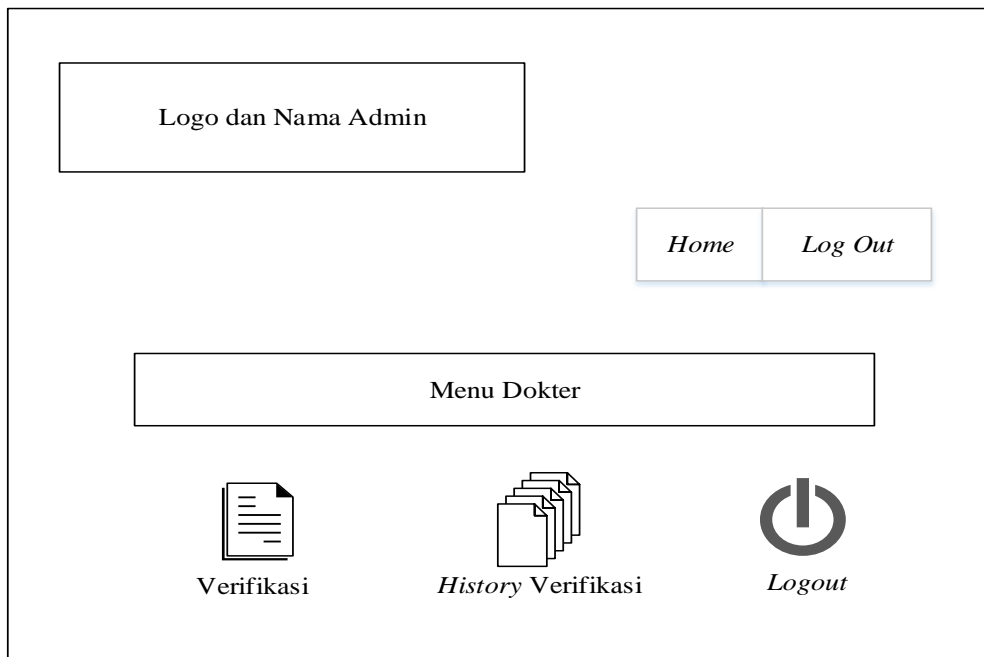 Logo dan Nama Admin
Home
Log Out
Menu Dokter
Verifikasi
History Verifikasi
Logout